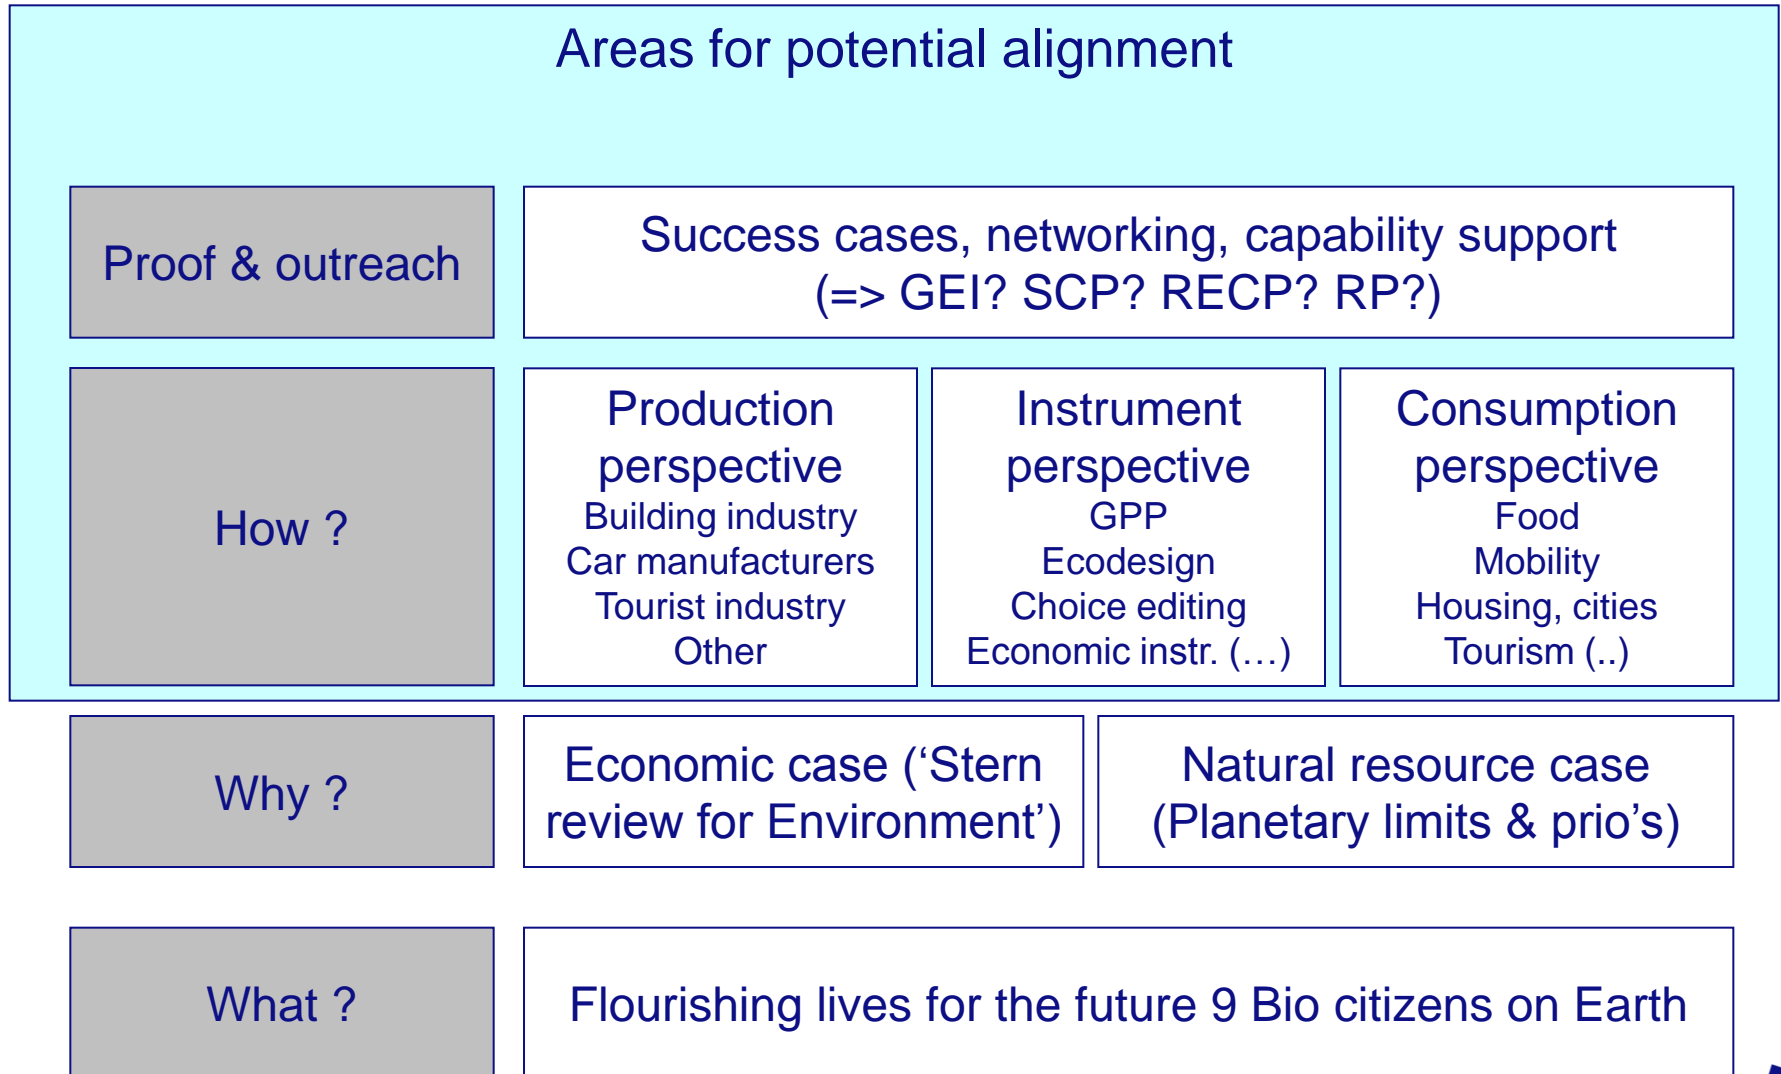 Areas for potential alignment
Proof & outreach
Success cases, networking, capability support
(=> GEI? SCP? RECP? RP?)
How ?
Production
perspective
Building industry
Car manufacturers
Tourist industry
Other
Instrument
perspective
GPP
Ecodesign
Choice editing
Economic instr. (…)
Consumption
perspective
Food
Mobility
Housing, cities
Tourism (..)
Why ?
Economic case (‘Stern
review for Environment’)
Natural resource case
(Planetary limits & prio’s)
What ?
Flourishing lives for the future 9 Bio citizens on Earth